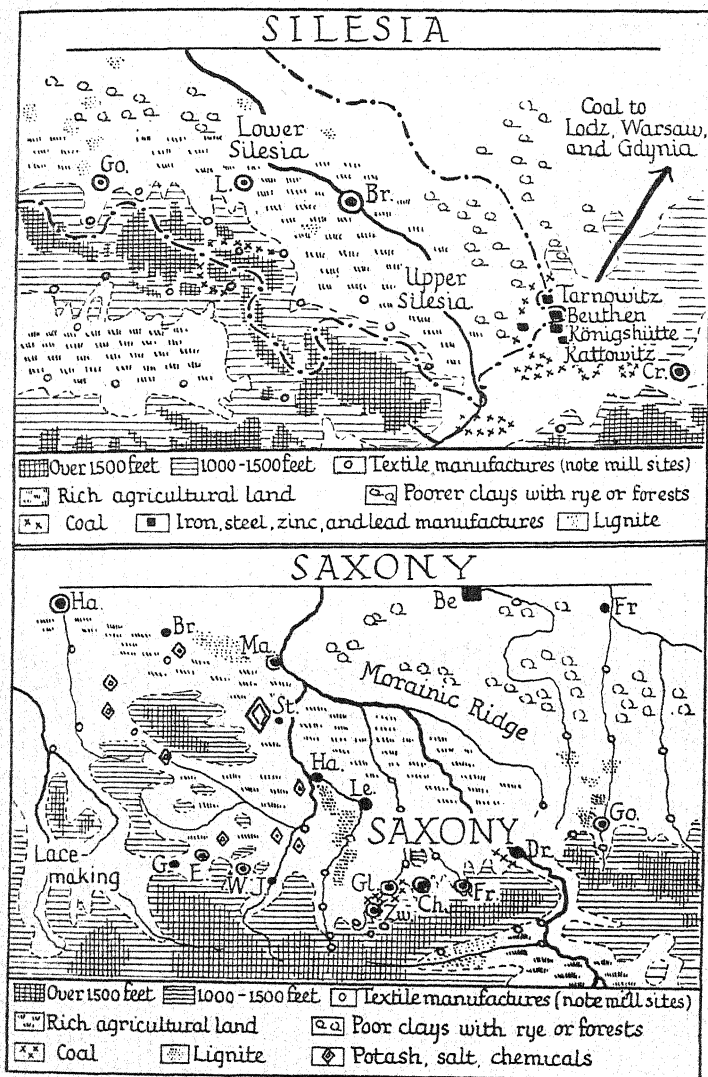 SILESIA
Coal to
Lodz, Warsaw,
and Gdynia
Lower
Silesia
Go.
L.
Br.
Upper
Silesia
Tarnowitz
Beuthen
Königshütte
Kattowitz
Cr.
Over 1500 feet 1000-1500 feet Textile manufactures (note mill sites)
Rich agricultural land Poorer clays with rye or forests
Coal Iron, steel, zinc, and lead manufactures Lignite
SAXONY
Ha.
Be
Fr
Br.
Ma.
Morainic Ridge
St.
Ha.
Le.
Go.
SAXONY
Dr.
Lace-
making
G.
E.
W.
J.
Gl.
Ch.
Fr.
Zw.
Over 1500 feet 1000-1500 feet Textile manufactures (note mill sites)
Rich agricultural land Poor clays with rye or forests
Coal Lignite Potash, salt, chemicals